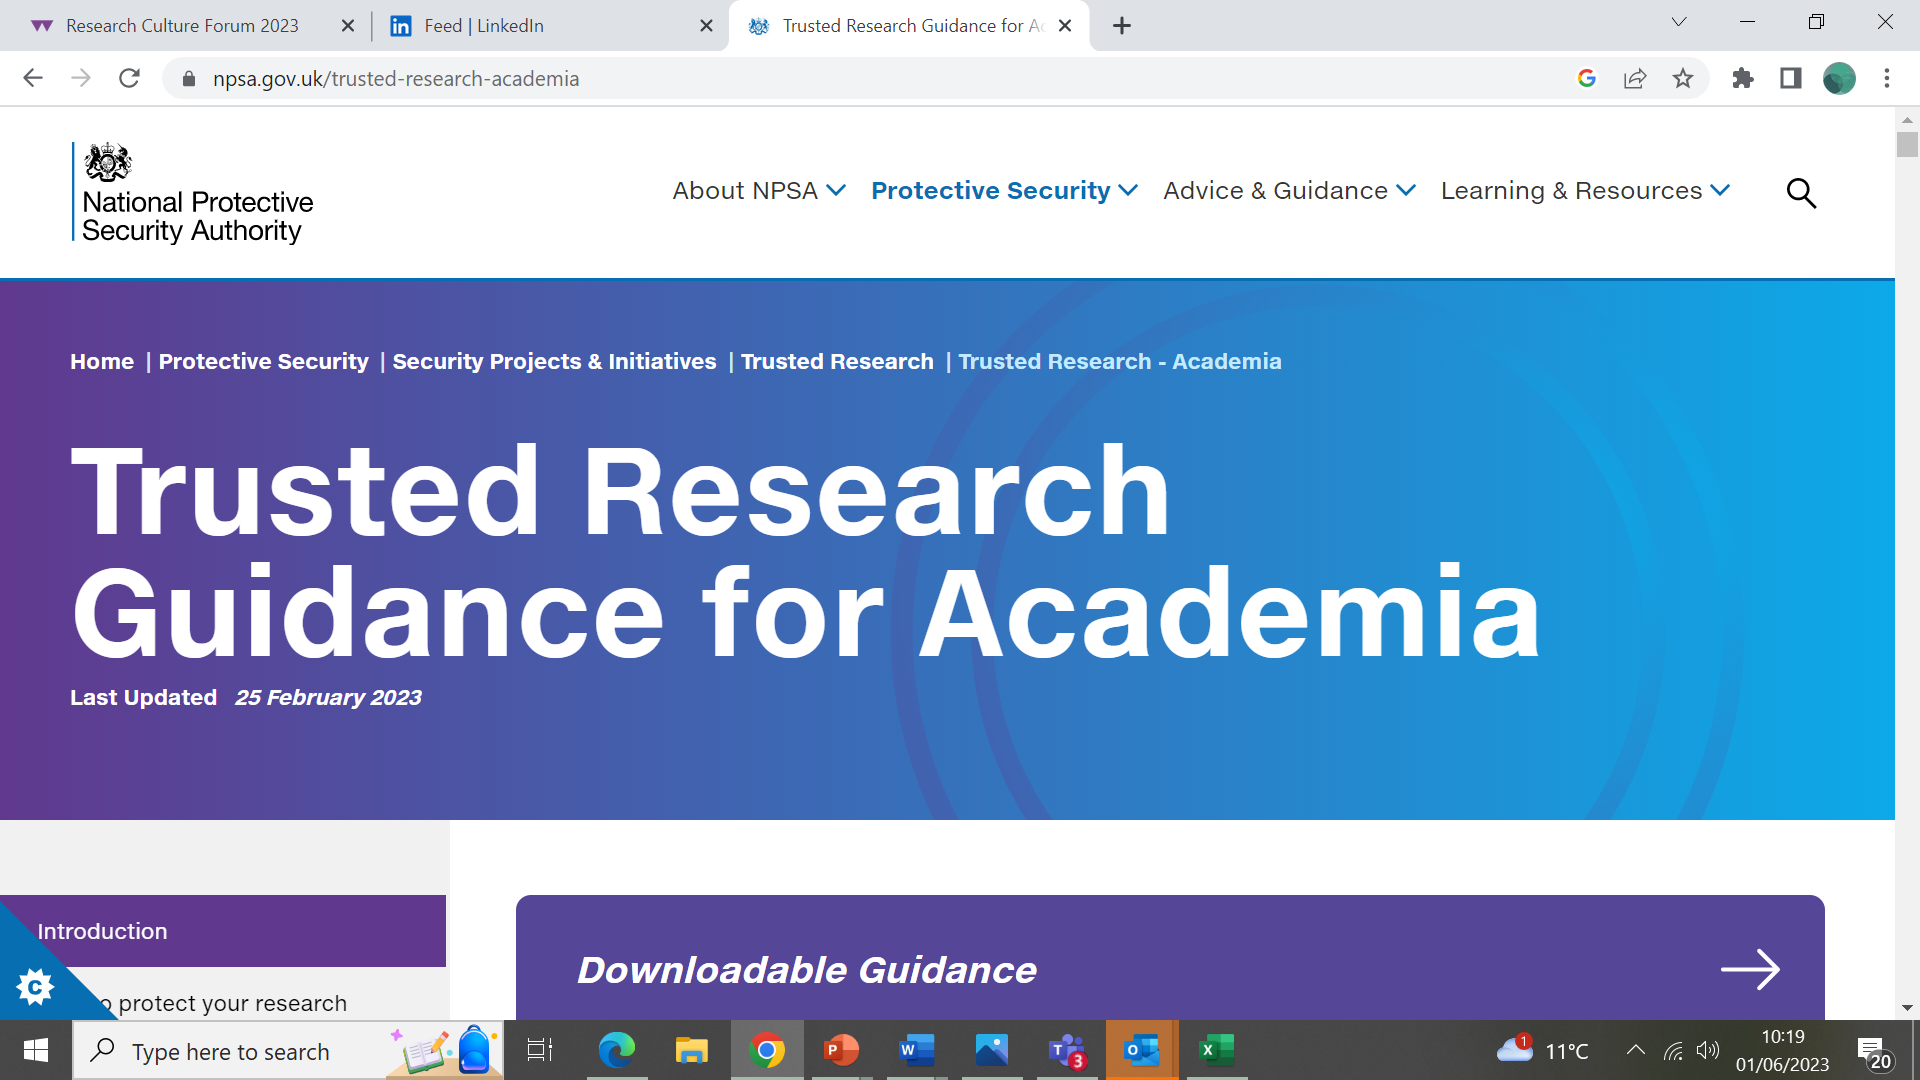 Research Culture Forum 2023
Feed | LinkedIn
Trusted Research Guidance for Ac
npsa.gov.uk/trusted-research-academia
National Protective
Security Authority
About NPSA
Protective Security
Advice & Guidance
Learning & Resources
Home | Protective Security | Security Projects & Initiatives | Trusted Research | Trusted Research - Academia
Trusted Research
Guidance for Academia
Last Updated 25 February 2023
Introduction
Downloadable Guidance
o protect your research
Type here to search
3
1
11°C
10:19
01/06/2023
20